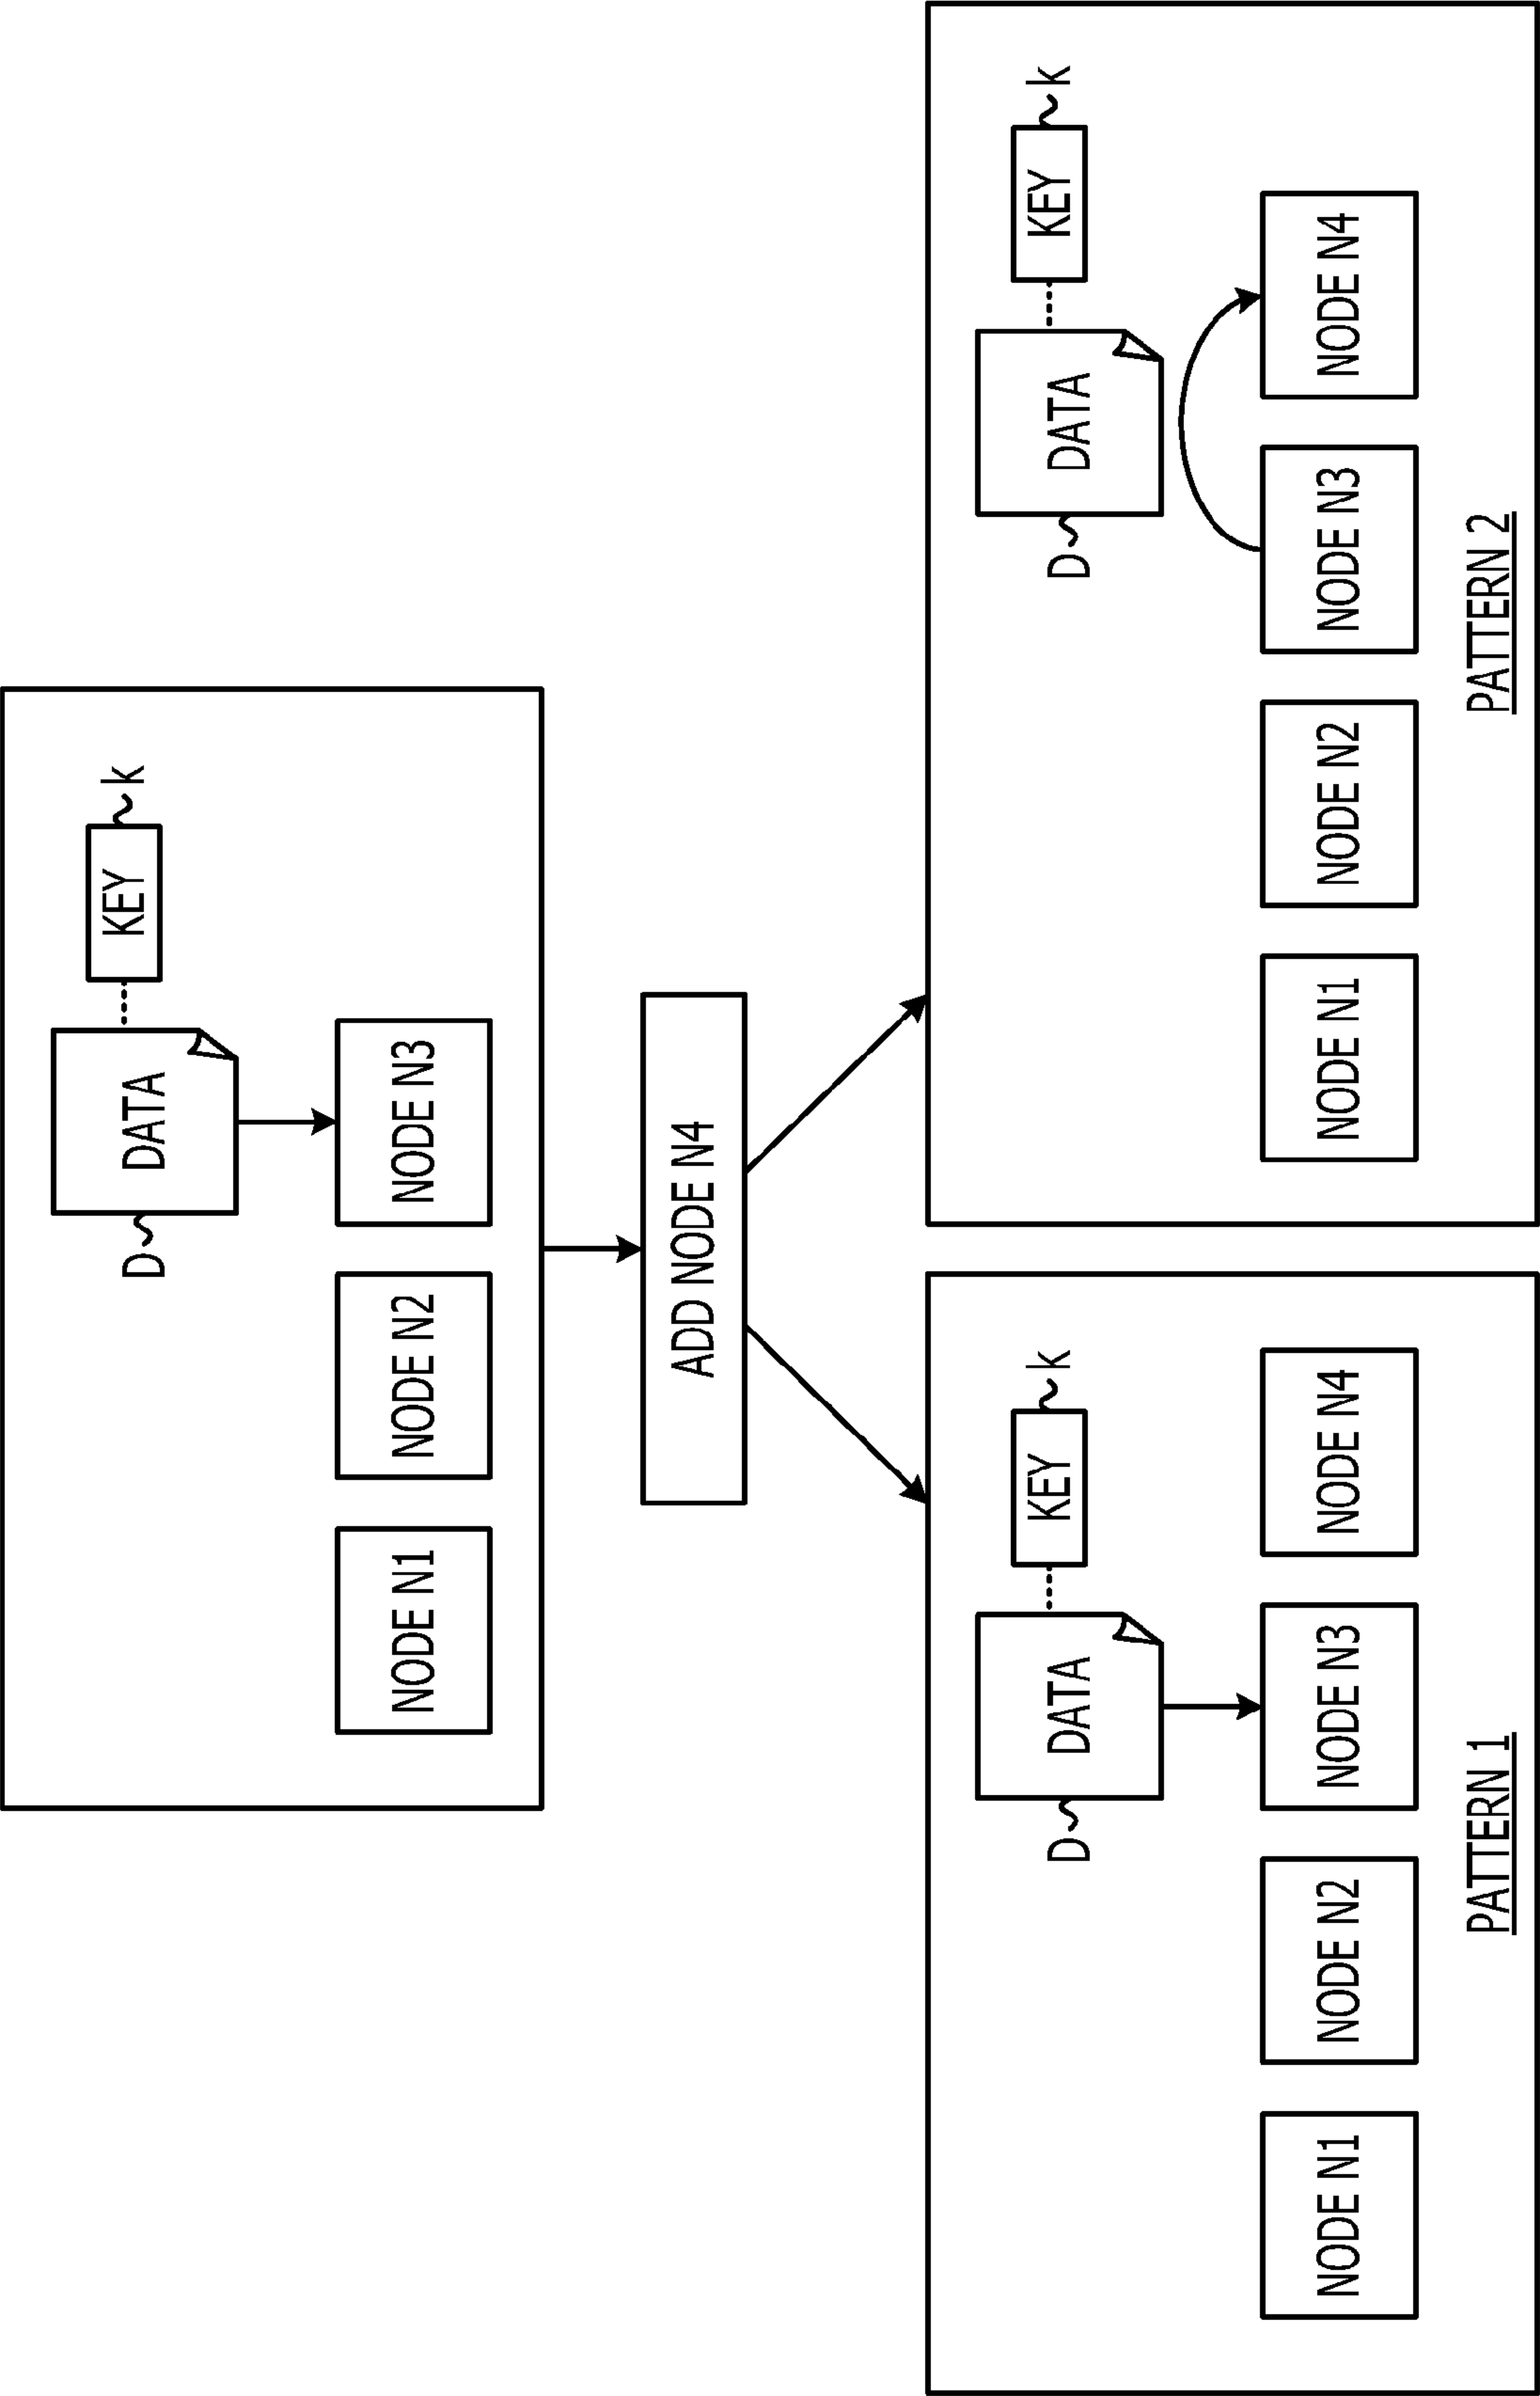 D
DATA
KEY
k
NODE N1
NODE N2
NODE N3
ADD NODE N4
D
DATA
KEY
k
NODE N1
NODE N2
NODE N3
NODE N4
PATTERN 1
D
DATA
KEY
k
NODE N1
NODE N2
NODE N3
NODE N4
PATTERN 2